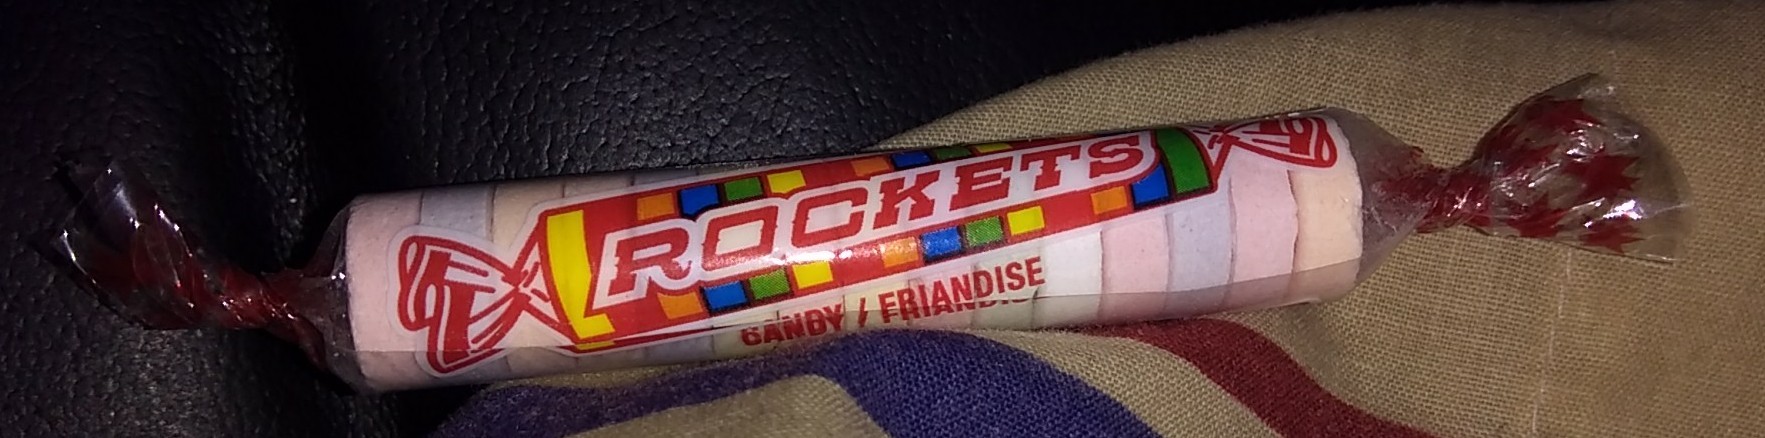 ROCKETS
CANDY / FRIANDISE